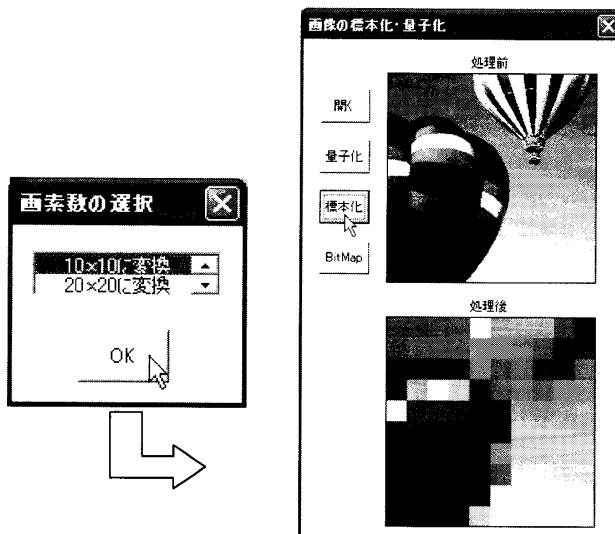 画素数の選択
10×10に変換
20×20に変換
OK
画像の標本化・量子化
処理前
開く
量子化
標本化
BitMap
処理後